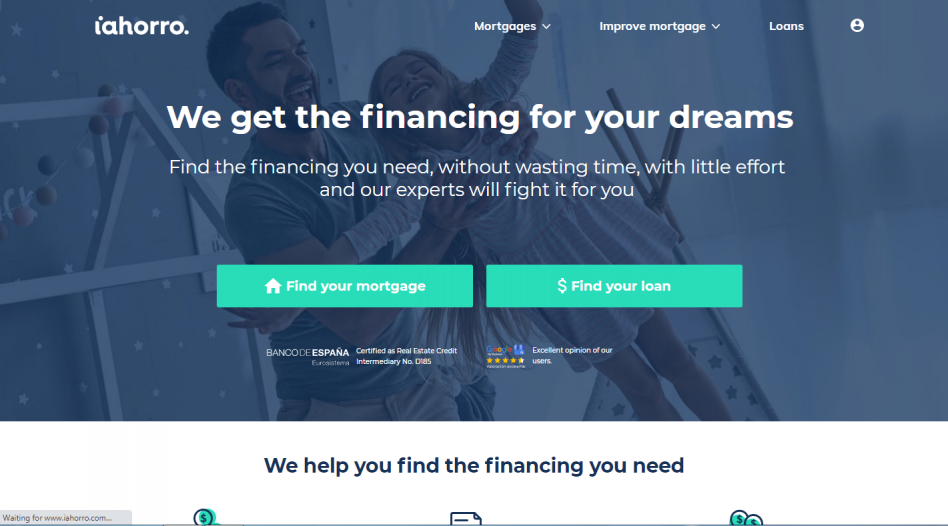 iahorro.
Mortgages
Improve mortgage
Loans
We get the financing for your dreams
Find the financing you need, without wasting time, with little effort
and our experts will fight it for you
Find your mortgage
$ Find your loan
BANCO DE ESPAÑA
Eurosistema
Certified as Real Estate Credit
Intermediary No. D185
Google
Excellent opinion of our
users.
We help you find the financing you need
Waiting for www.iahorro.com...